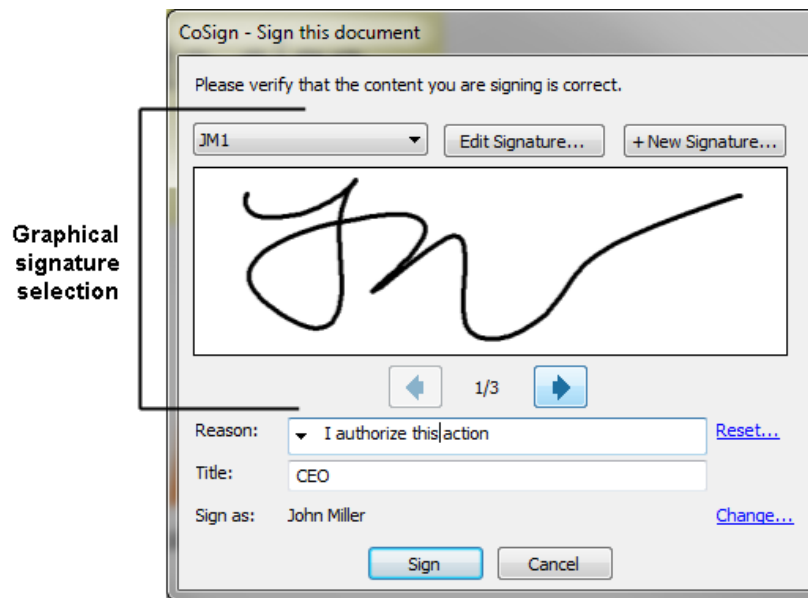 CoSign - Sign this document
Please verify that the content you are signing is correct.
JM1 Edit Signature... + New Signature...
Graphical
signature
selection
1/3
Reason: I authorize this action Reset...
Title: CEO
Sign as: John Miller Change...
Sign Cancel